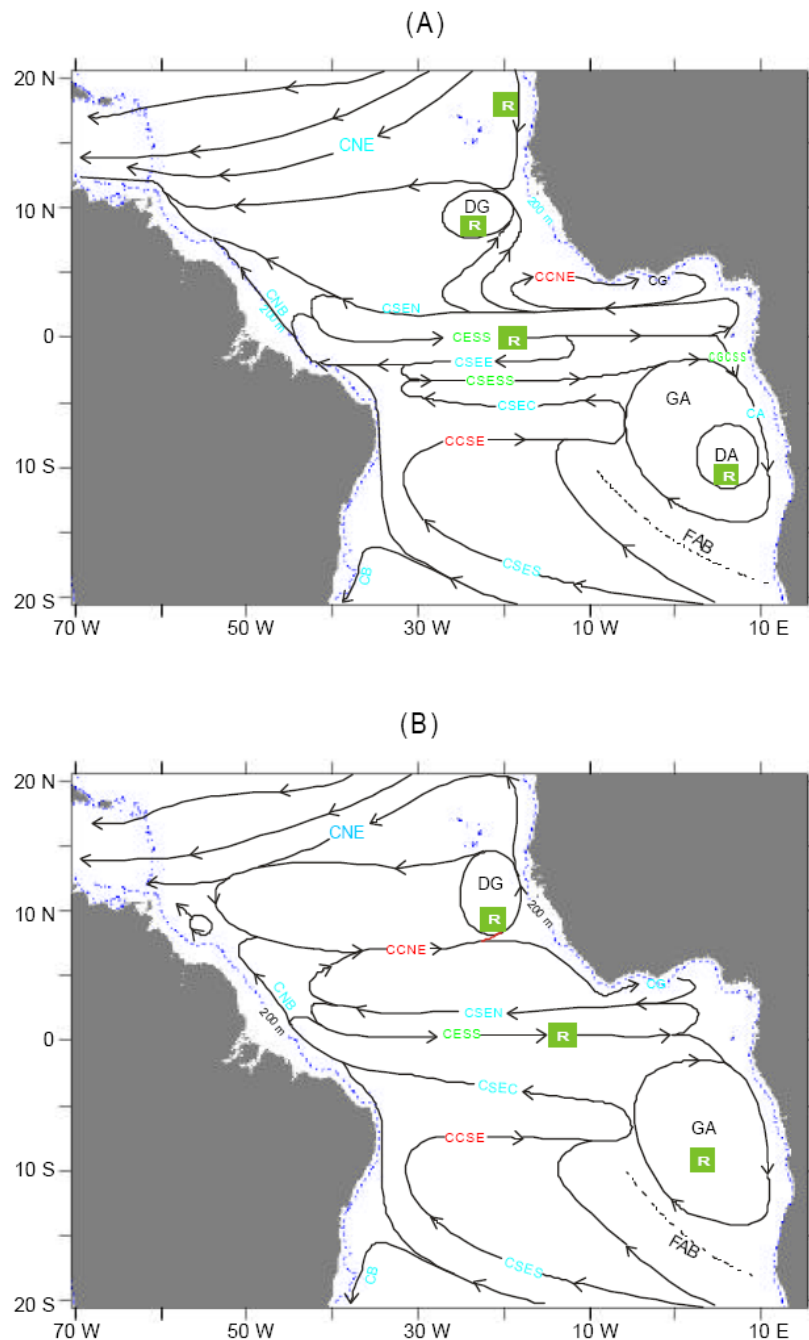 (A)
20 N
R
CNE
10 N
DG
R
200 m
CCNE
CG
CNB
200 m
CSEN
0
CESS
R
CSEE
CGCSS
CSESS
GA
CSEC
CA
CCSE
DA
R
10 S
FAB
CSES
CB
20 S
70 W 50 W 30 W 10 W 10 E
(B)
20 N
CNE
DG
R
200 m
10 N
CCNE
CG
CNB
CSEN
200 m
0
CESS
R
CSEC
GA
CCSE
R
10 S
FAB
CSES
CB
20 S
70 W 50 W 30 W 10 W 10 E